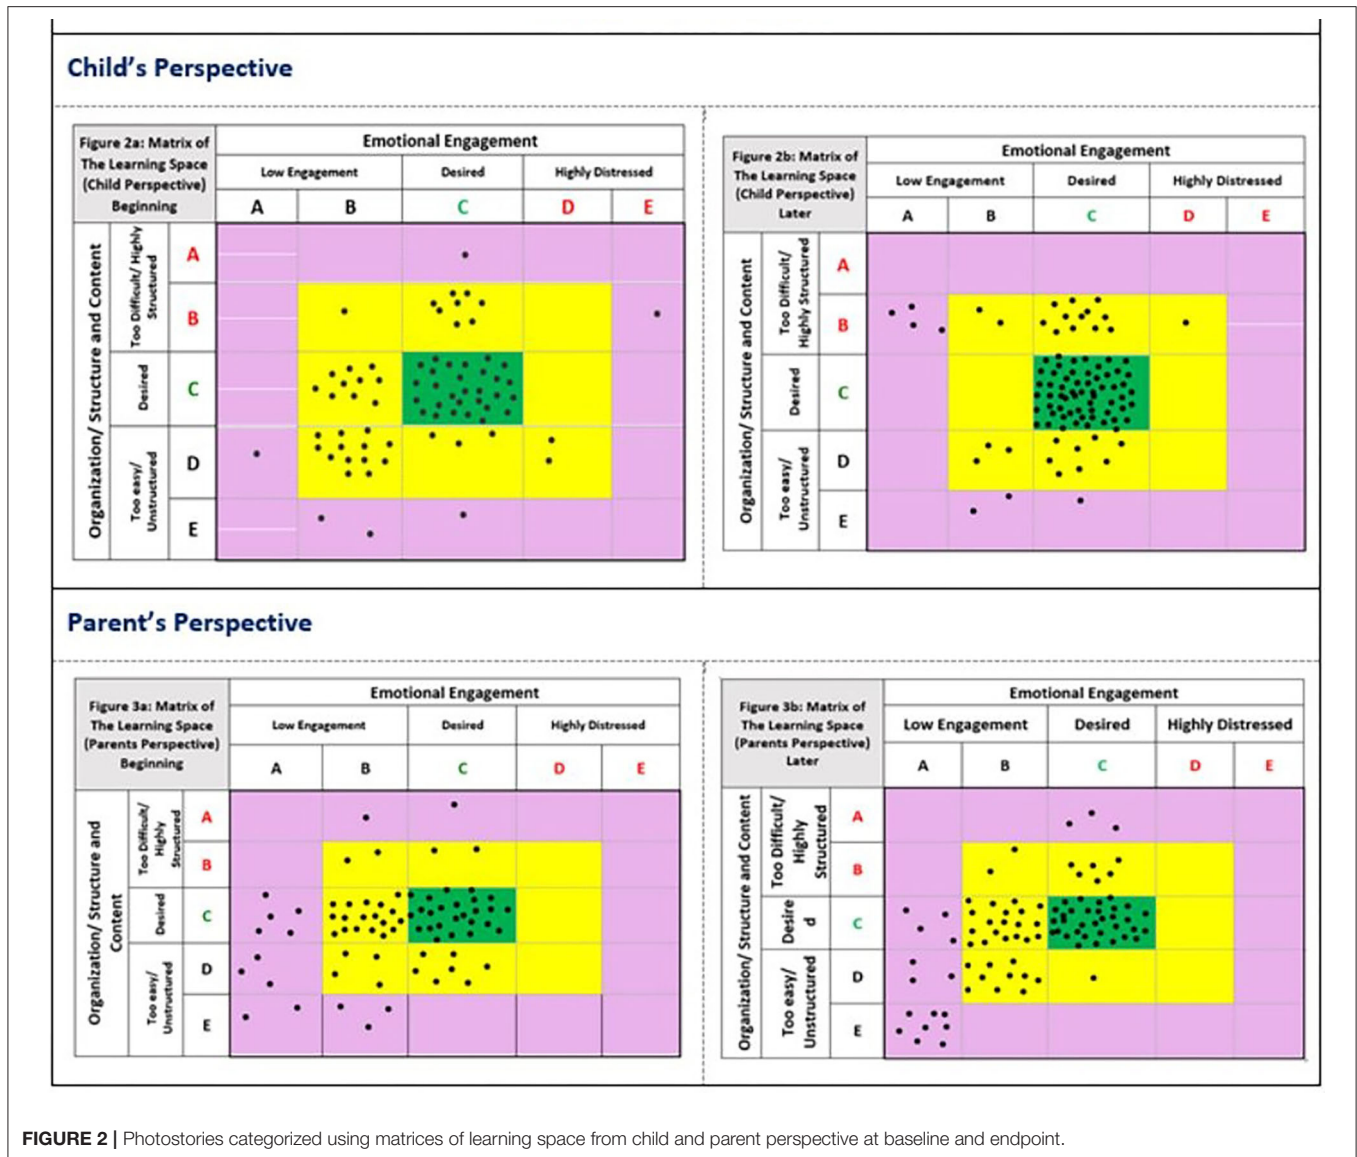 Child's Perspective
Figure 2a: Matrix of
The Learning Space
(Child Perspective)
Beginning
Emotional Engagement
Low Engagement
Desired
Highly Distressed
A
B
C
D
E
Organization/ Structure and Content
Too Difficult/ Highly
Structured
Desired
Too easy/
Unstructured
A
B
C
D
E
Figure 2b: Matrix of
The Learning Space
(Child Perspective)
Later
Emotional Engagement
Low Engagement
Desired
Highly Distressed
A
B
C
D
E
Organization/ Structure and Content
Too Difficult/
Highly Structured
Desired
Too easy/
Unstructured
A
B
C
D
E
Parent's Perspective
Figure 3a: Matrix of
The Learning Space
(Parents Perspective)
Beginning
Emotional Engagement
Low Engagement
Desired
Highly Distressed
A
B
C
D
E
Organization/ Structure and
Content
Too Difficult/
Highly
Structured
Desired
Too easy/
Unstructured
A
B
C
D
E
Figure 3b: Matrix of
The Learning Space
(Parents Perspective)
Later
Emotional Engagement
Low Engagement
Desired
Highly Distressed
A
B
C
D
E
Organization/ Structure and Content
Too Difficult/
Highly
Structured
Desire
d
Too easy/
Unstructured
A
B
C
D
E
FIGURE 2 | Photostories categorized using matrices of learning space from child and parent perspective at baseline and endpoint.